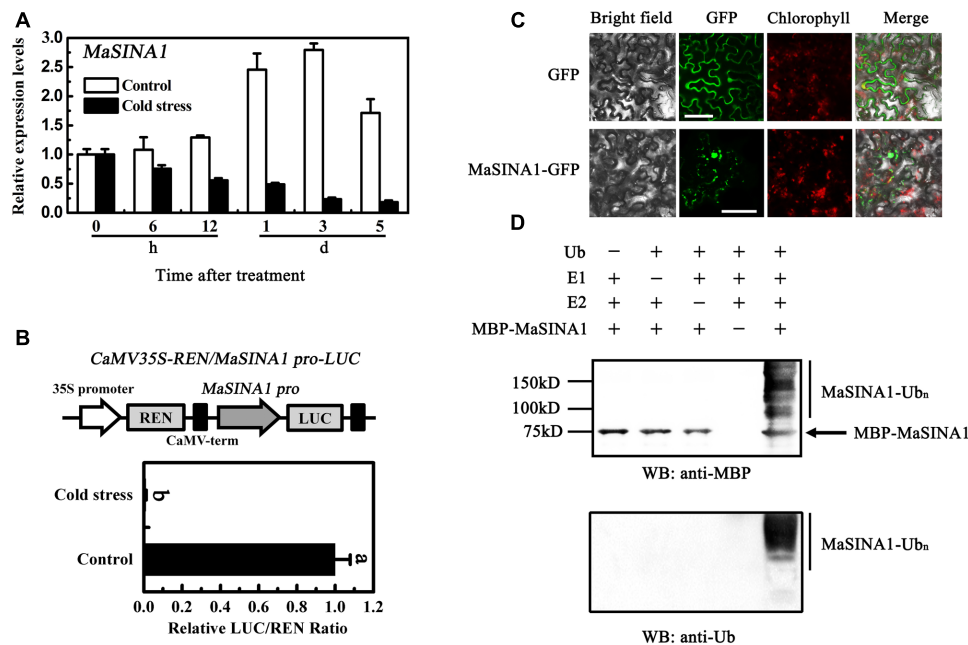 A
MaSINA1
Control
Cold stress
Relative expression levels
3.0
2.5
2.0
1.5
1.0
0.5
0.0
0 6 12 1 3 5
h d
Time after treatment
B
CaMV35S-REN/MaSINA1 pro-LUC
35S promoter
MaSINA1 pro
REN
LUC
CaMV-term
Cold stress
b
Control
a
0.0 0.2 0.4 0.6 0.8 1.0 1.2
Relative LUC/REN Ratio
C
Bright field GFP Chlorophyll Merge
GFP
MaSINA1-GFP
D
Ub − + + + +
E1 + − + + +
E2 + + − + +
MBP-MaSINA1 + + + − +
150kD
100kD
75kD
MaSINA1-Ubn
MBP-MaSINA1
WB: anti-MBP
MaSINA1-Ubn
WB: anti-Ub